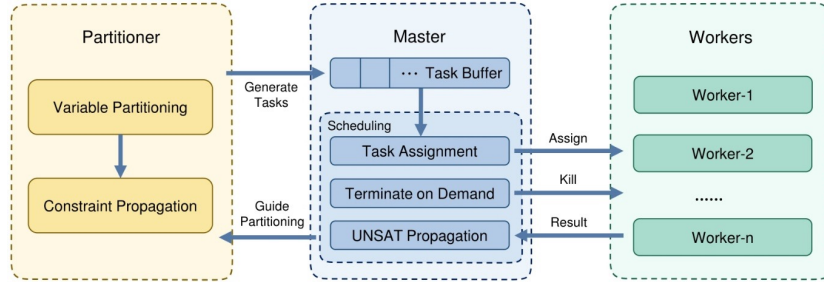 Partitioner
Variable Partitioning
Constraint Propagation
Generate
Tasks
Guide
Partitioning
Master
... Task Buffer
Scheduling
Task Assignment
Terminate on Demand
UNSAT Propagation
Assign
Kill
Result
Workers
Worker-1
Worker-2
......
Worker-n